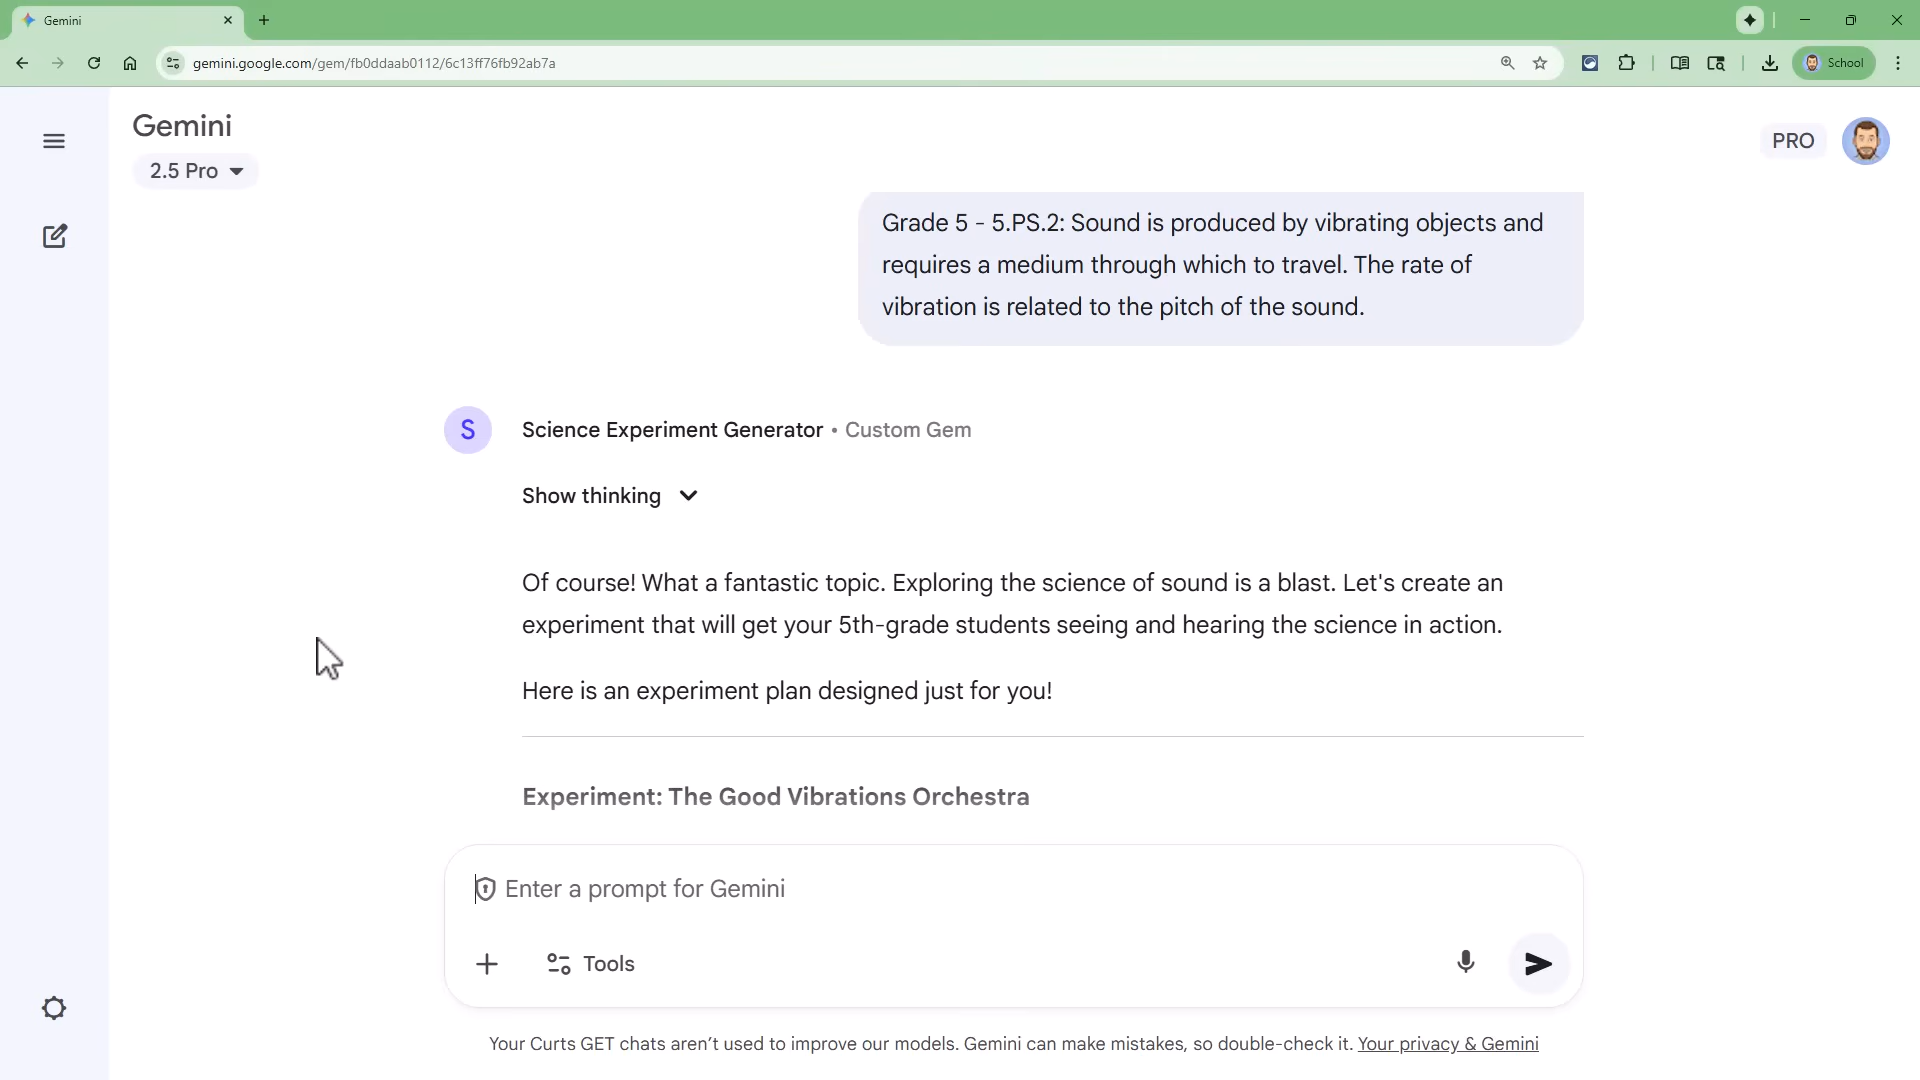 Gemini
gemini.google.com/gem/fb0ddaab0112/6c13ff76fb92ab7a
School
Gemini
2.5 Pro
PRO
Grade 5 - 5.PS.2: Sound is produced by vibrating objects and
requires a medium through which to travel. The rate of
vibration is related to the pitch of the sound.
S
Science Experiment Generator • Custom Gem
Show thinking
Of course! What a fantastic topic. Exploring the science of sound is a blast. Let's create an
experiment that will get your 5th-grade students seeing and hearing the science in action.
Here is an experiment plan designed just for you!
Experiment: The Good Vibrations Orchestra
Enter a prompt for Gemini
Tools
Your Curts GET chats aren't used to improve our models. Gemini can make mistakes, so double-check it. Your privacy & Gemini